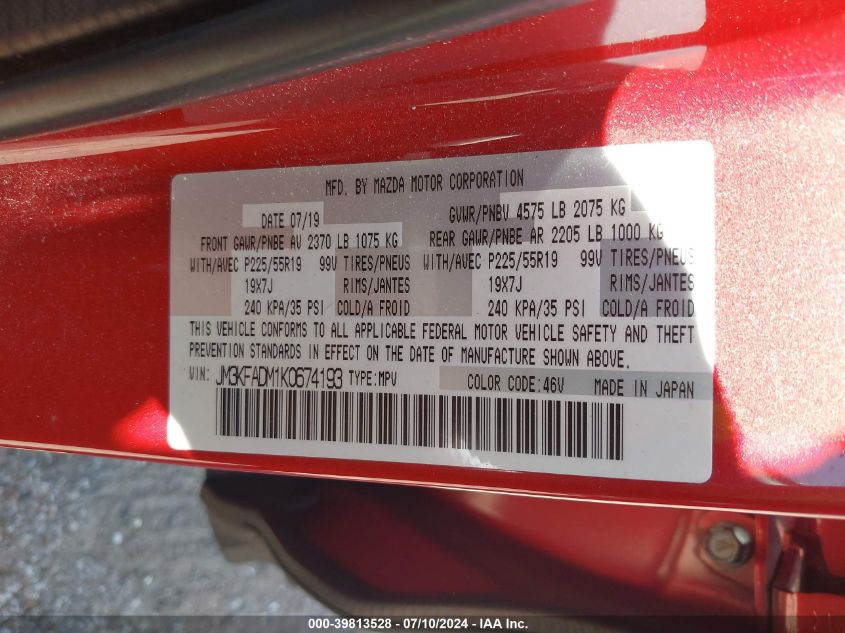 MFD. BY MAZDA MOTOR CORPORATION
DATE 07/19 GVWR/PNBV 4575 LB 2075 KG
FRONT GAWR/PNBE AV 2370 LB 1075 KG REAR GAWR/PNBE AR 2205 LB 1000 KG
WITH/AVEC P225/55R19 99V TIRES/PNEUS WITH/AVEC P225/55R19 99V TIRES/PNEUS
19X7J RIMS/JANTES 19X7J RIMS/JANTES
240 KPA/35 PSI COLD/A FROID 240 KPA/35 PSI COLD/A FROID
THIS VEHICLE CONFORMS TO ALL APPLICABLE FEDERAL MOTOR VEHICLE SAFETY AND THEFT
PREVENTION STANDARDS IN EFFECT ON THE DATE OF MANUFACTURE SHOWN ABOVE.
VIN: JM3KFADM1K0674193 TYPE:MPV COLOR CODE:46V MADE IN JAPAN
000-39813528 - 07/10/2024 - IAA Inc.